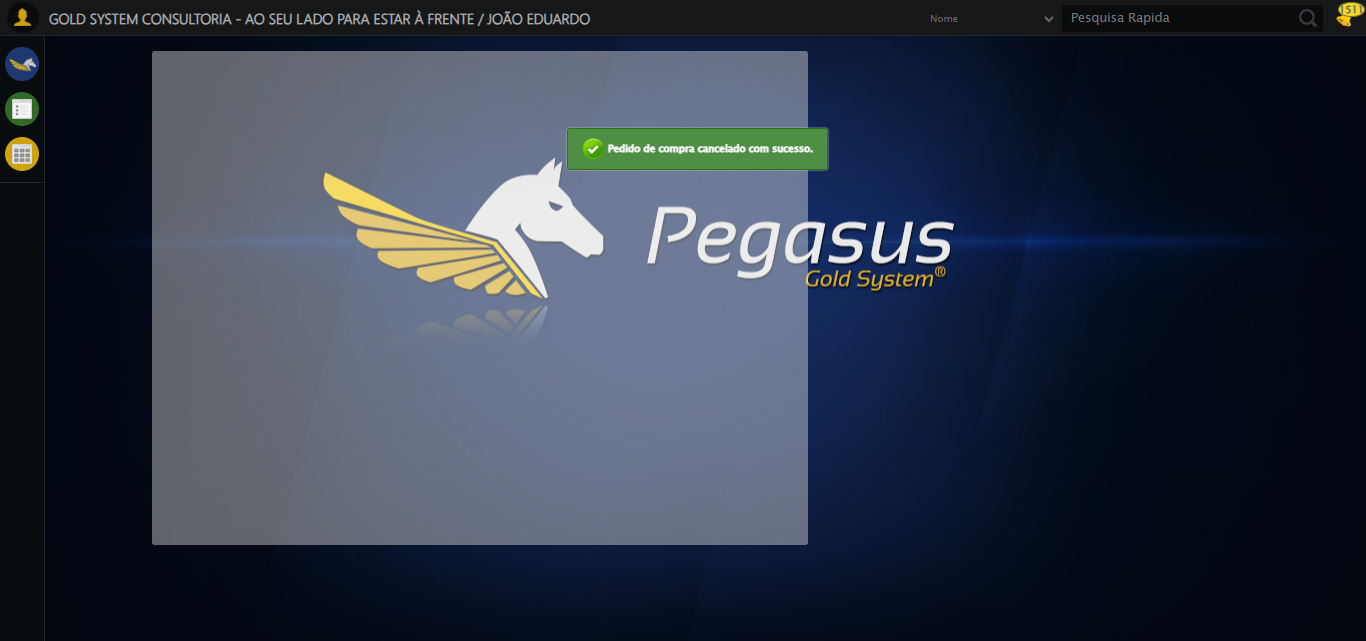 GOLD SYSTEM CONSULTORIA - AO SEU LADO PARA ESTAR À FRENTE / JOÃO EDUARDO
Nome
Pesquisa Rapida
151
Pedido de compra cancelado com sucesso.
Pegasus
Gold System®